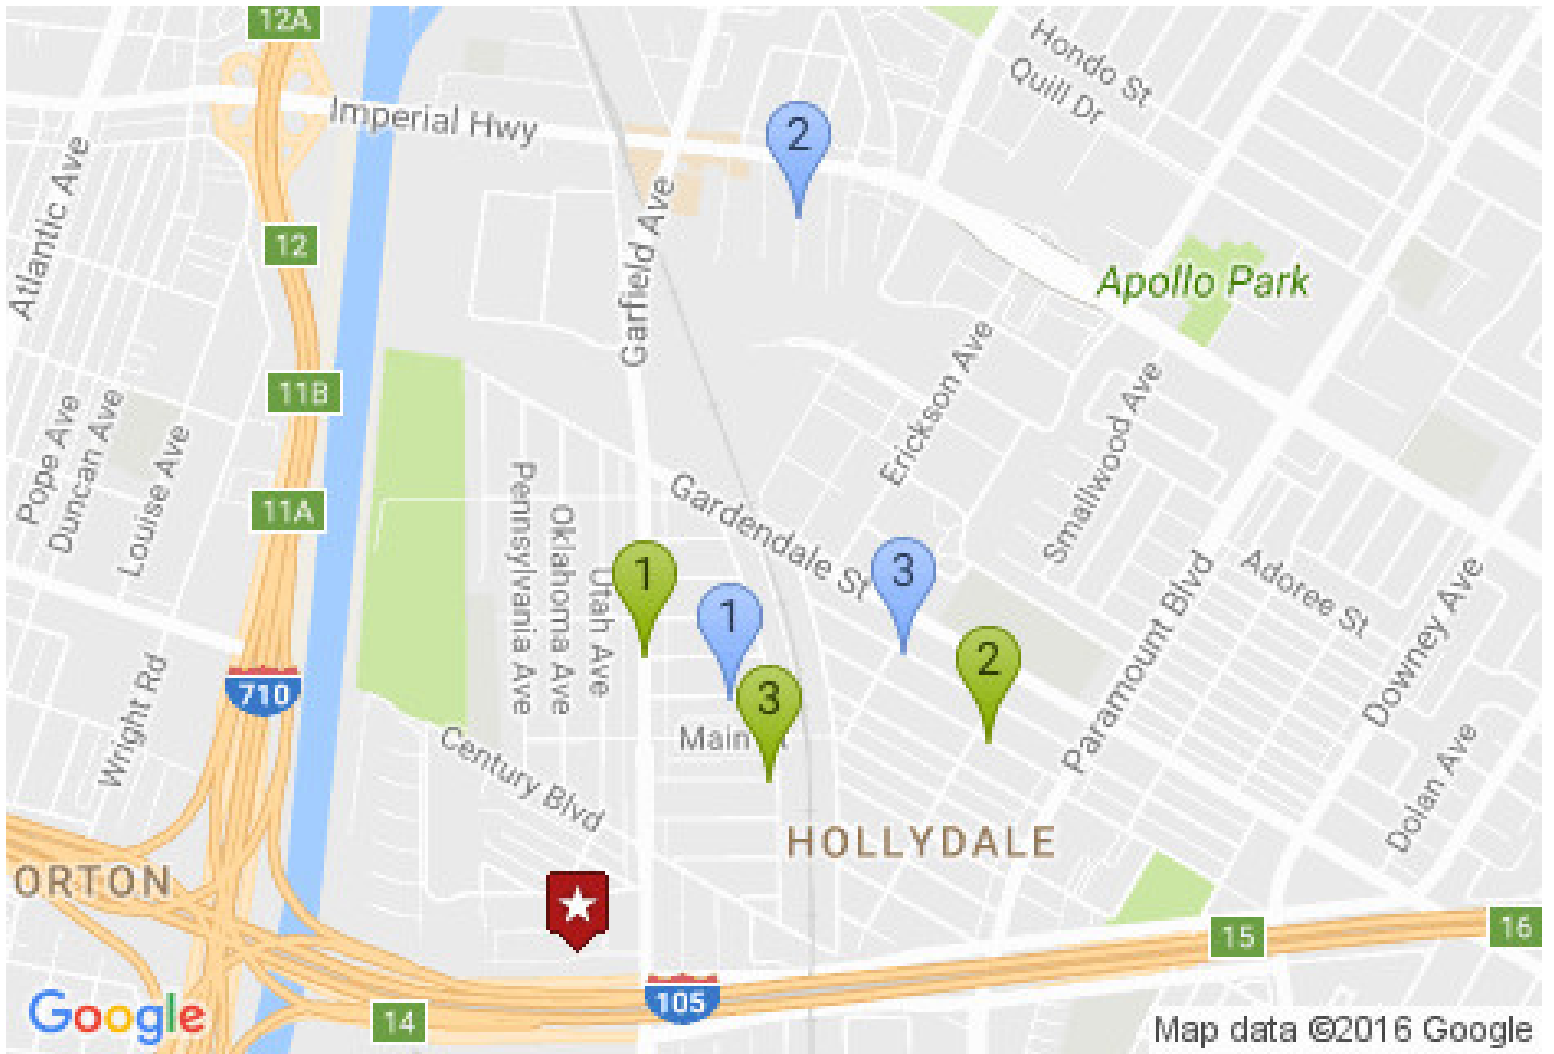 12A
Hondo St
Quill Dr
Imperial Hwy
2
Atlantic Ave
Garfield Ave
12
Apollo Park
11B
Erickson Ave
Smallwood Ave
Pope Ave
Duncan Ave
Louise Ave
11A
Gardendale St
Pennsylvania Ave
Oklahoma Ave
Utah Ave
1
1
3
2
3
Adoree St
Paramount Blvd
Downey Ave
Dolan Ave
710
Wright Rd
Main
Century Blvd
HOLLYDALE
ORTON
15
16
105
14
Google
Map data ©2016 Google